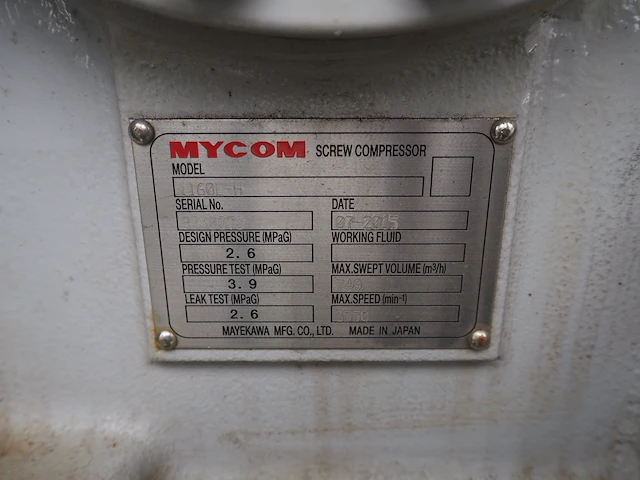 MYCOM SCREW COMPRESSOR
MODEL
SERIAL No. DATE
07-2015
DESIGN PRESSURE (MPaG) WORKING FLUID
2.6
PRESSURE TEST (MPaG) MAX.SWEPT VOLUME (m³/h)
3.9
LEAK TEST (MPaG) MAX.SPEED (min⁻¹)
2.6
MAYEKAWA MFG. CO., LTD. MADE IN JAPAN